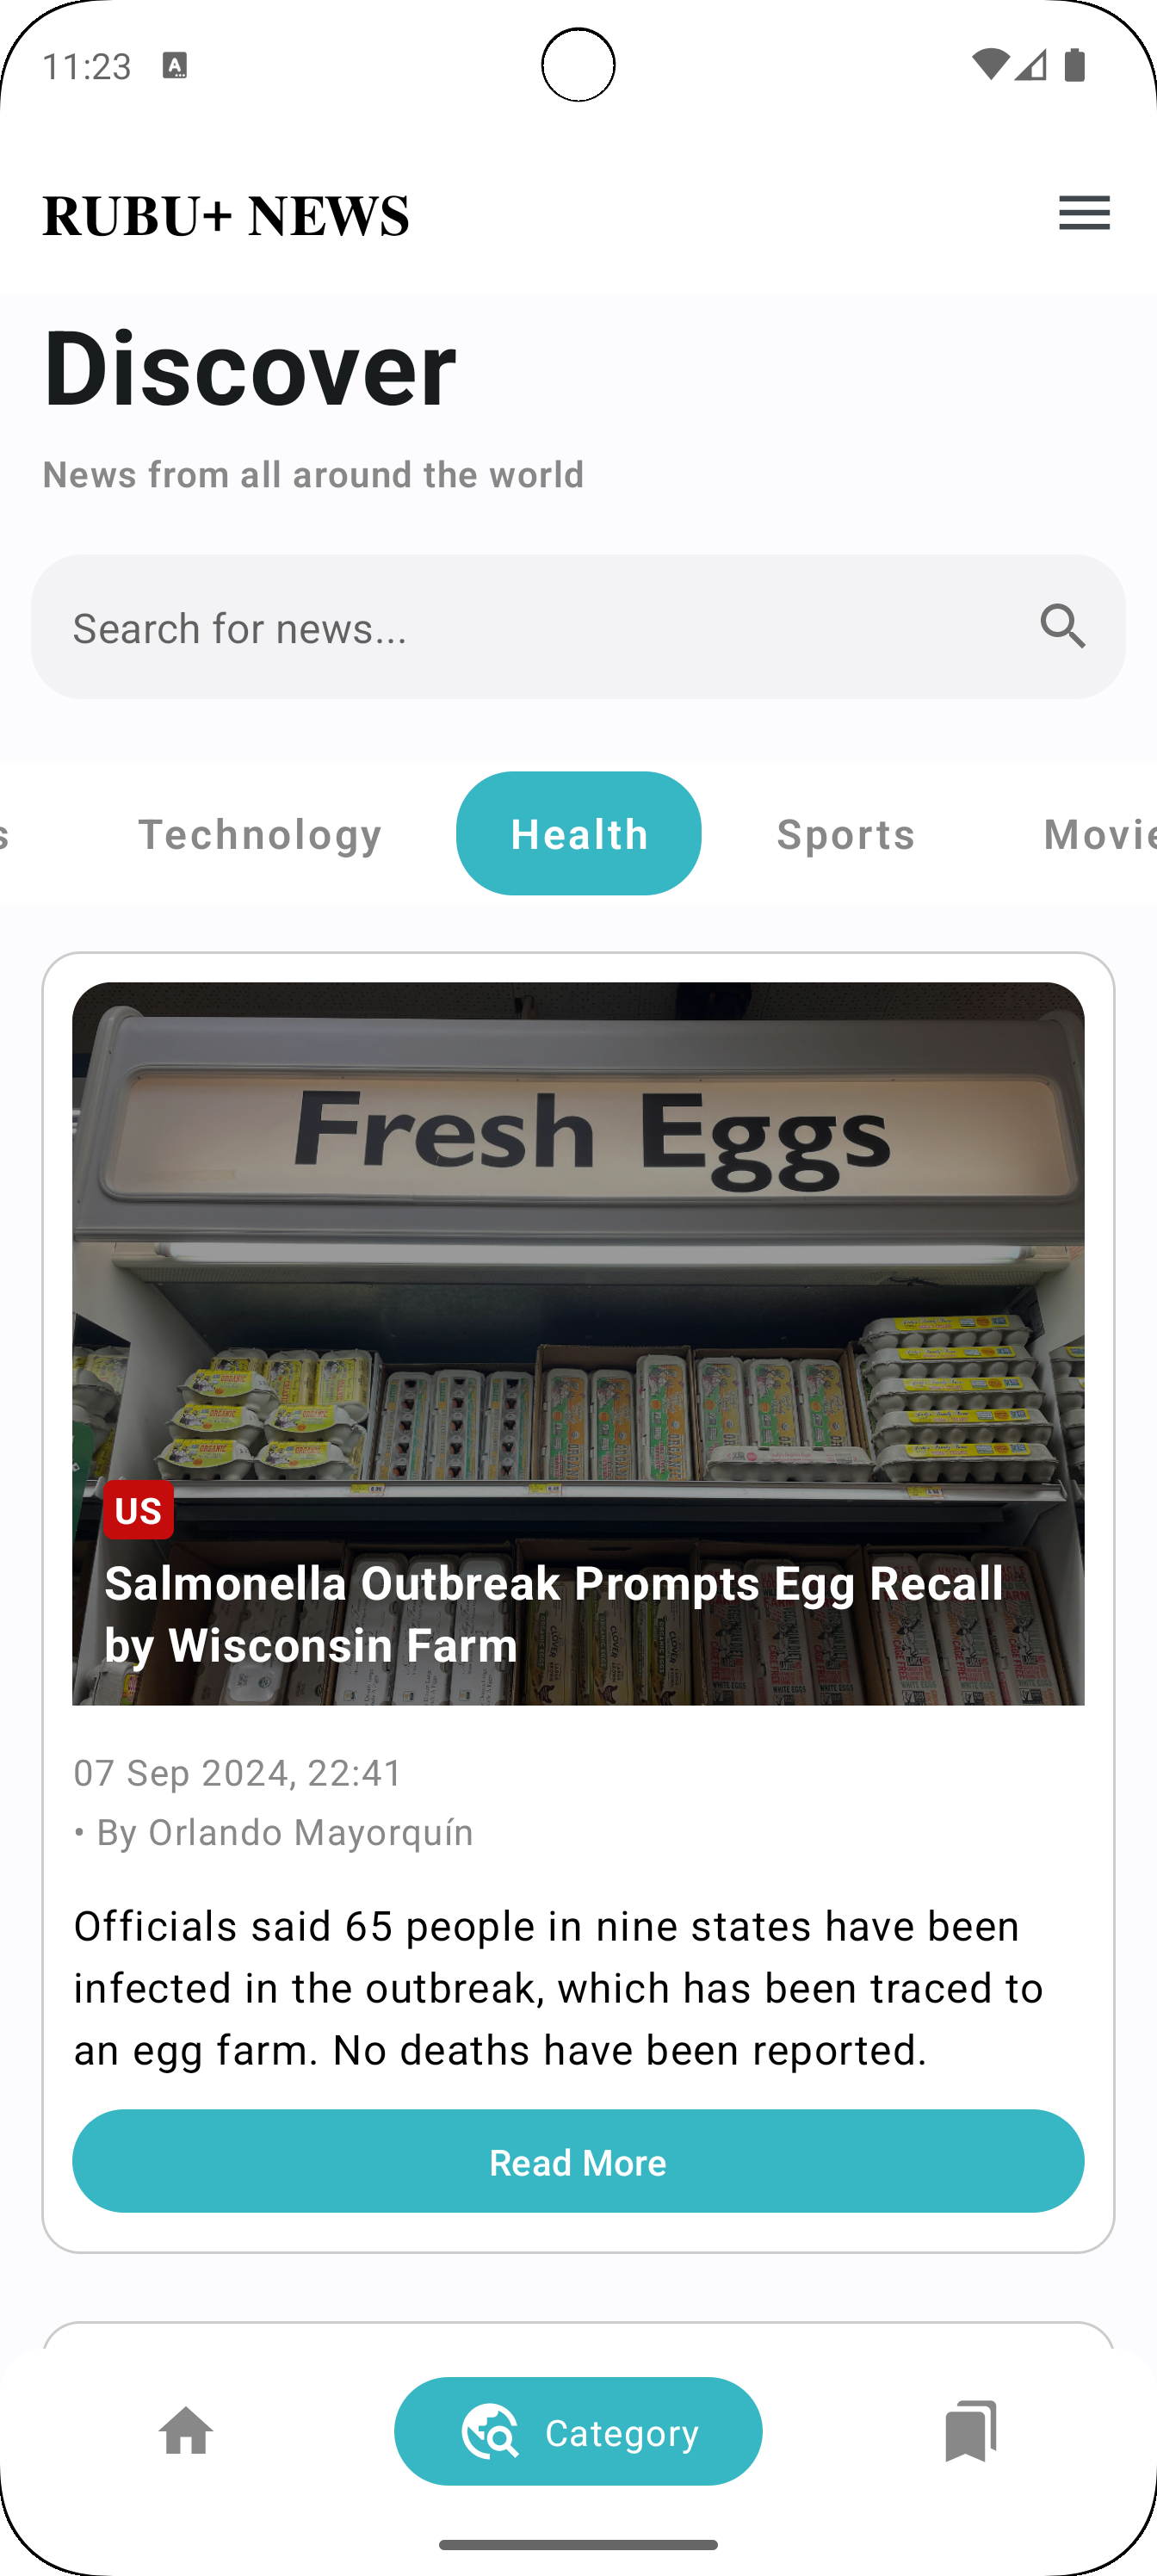 11:23
RUBU+ NEWS
Discover
News from all around the world
Search for news...
s Technology Health Sports Movie
Fresh Eggs
US
Salmonella Outbreak Prompts Egg Recall
by Wisconsin Farm
07 Sep 2024, 22:41
• By Orlando Mayorquín
Officials said 65 people in nine states have been
infected in the outbreak, which has been traced to
an egg farm. No deaths have been reported.
Read More
Category